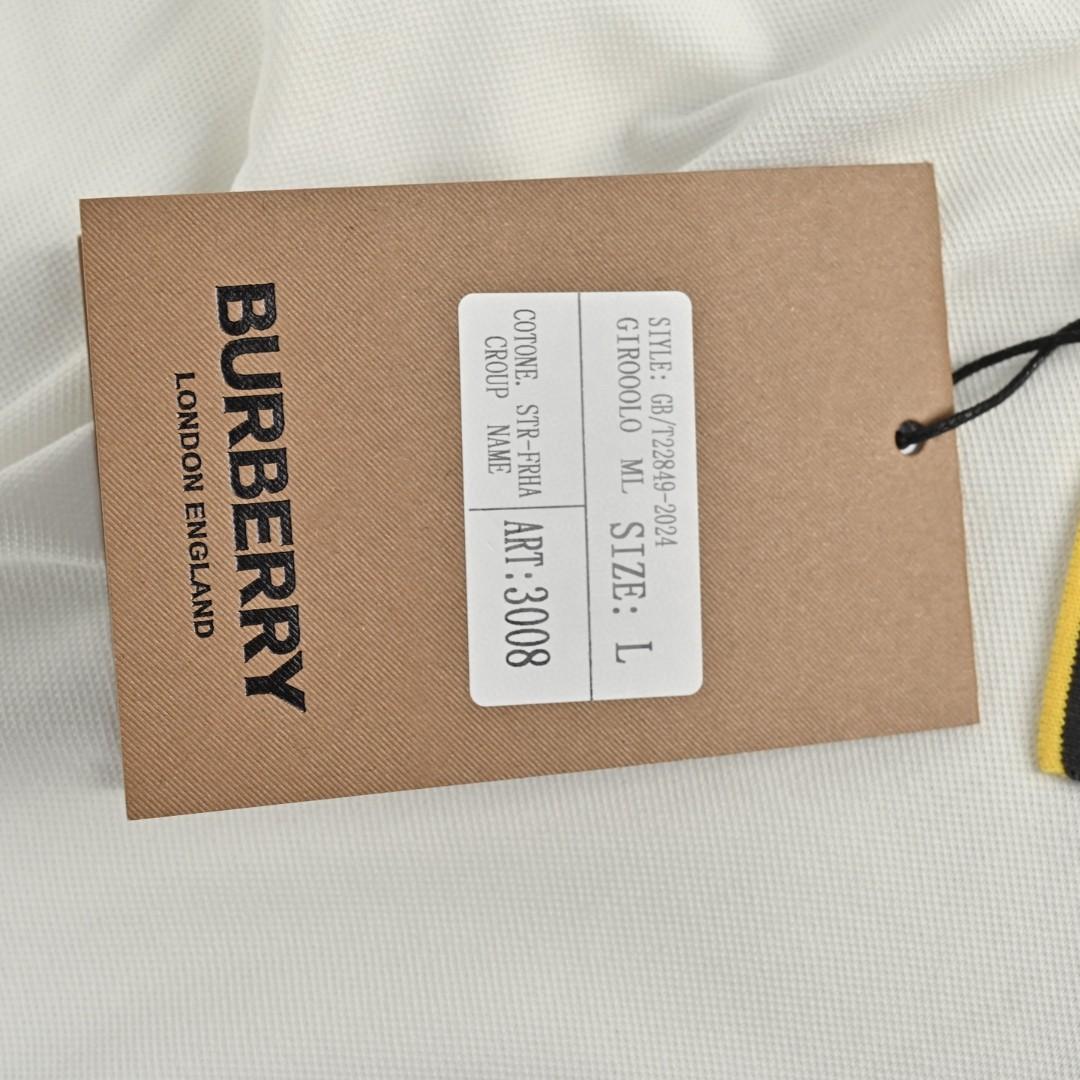 STYLE: GB/T22849-2024
GIROOOLO ML SIZE: L
COTONE. STR-FRHA
CROUP NAME
ART:3008
BURBERRY
LONDON ENGLAND